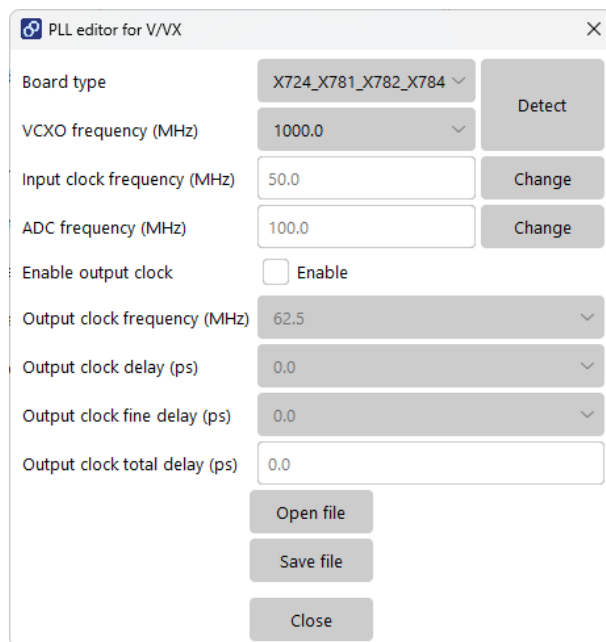 PLL editor for V/VX
Board type X724_X781_X782_X784
Detect
VCXO frequency (MHz) 1000.0
Input clock frequency (MHz) 50.0 Change
ADC frequency (MHz) 100.0 Change
Enable output clock Enable
Output clock frequency (MHz) 62.5
Output clock delay (ps) 0.0
Output clock fine delay (ps) 0.0
Output clock total delay (ps) 0.0
Open file
Save file
Close